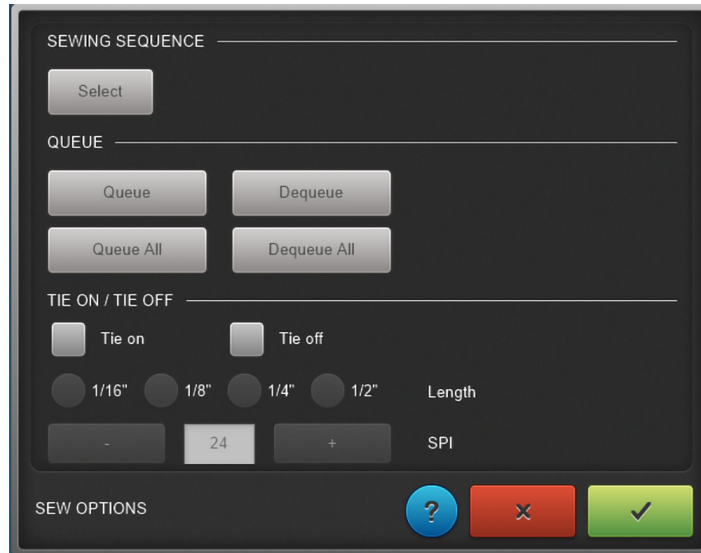 SEWING SEQUENCE
Select
QUEUE
Queue Dequeue
Queue All Dequeue All
TIE ON / TIE OFF
Tie on Tie off
1/16" 1/8" 1/4" 1/2" Length
- 24 + SPI
SEW OPTIONS ?